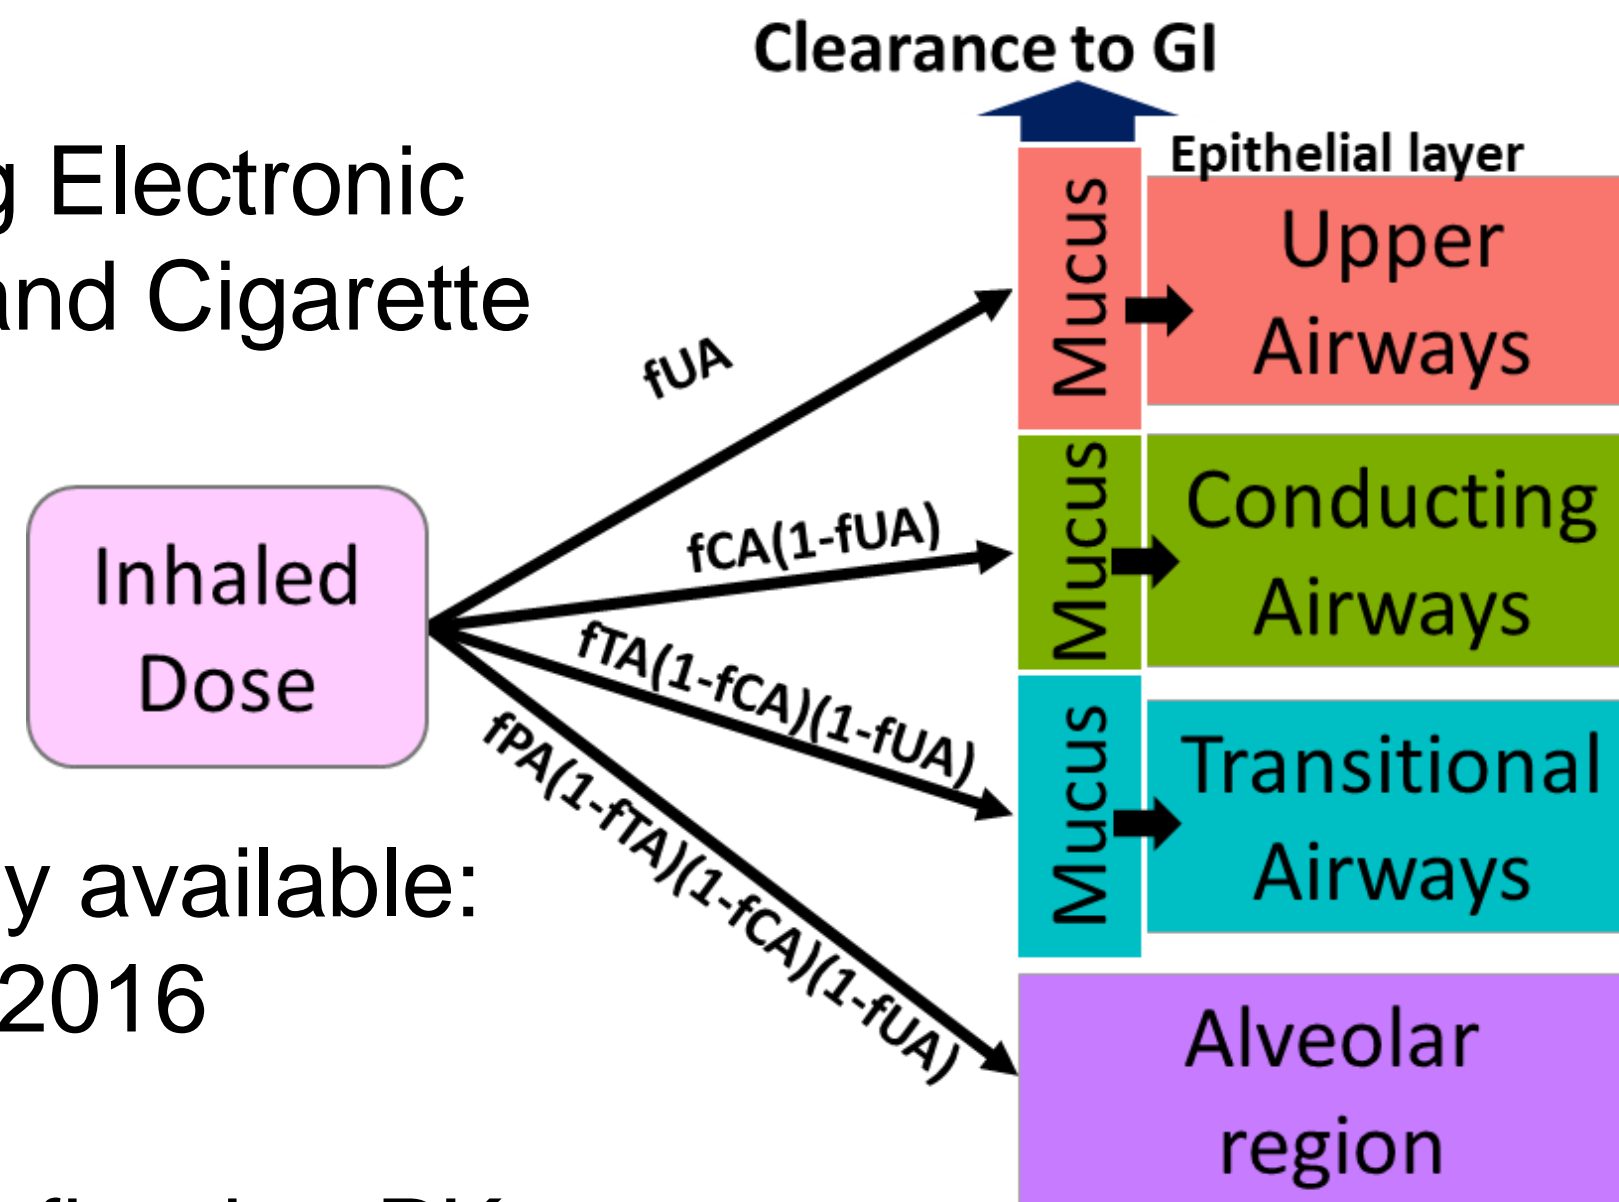 Clearance to GI
Epithelial layer
g Electronic
and Cigarette
Mucus
Upper
Airways
fUA
Mucus
Conducting
Airways
fCA(1-fUA)
Inhaled
Dose
fTA(1-fCA)(1-fUA)
Mucus
Transitional
Airways
fPA(1-fTA)(1-fCA)(1-fUA)
y available:
2016
Alveolar
region